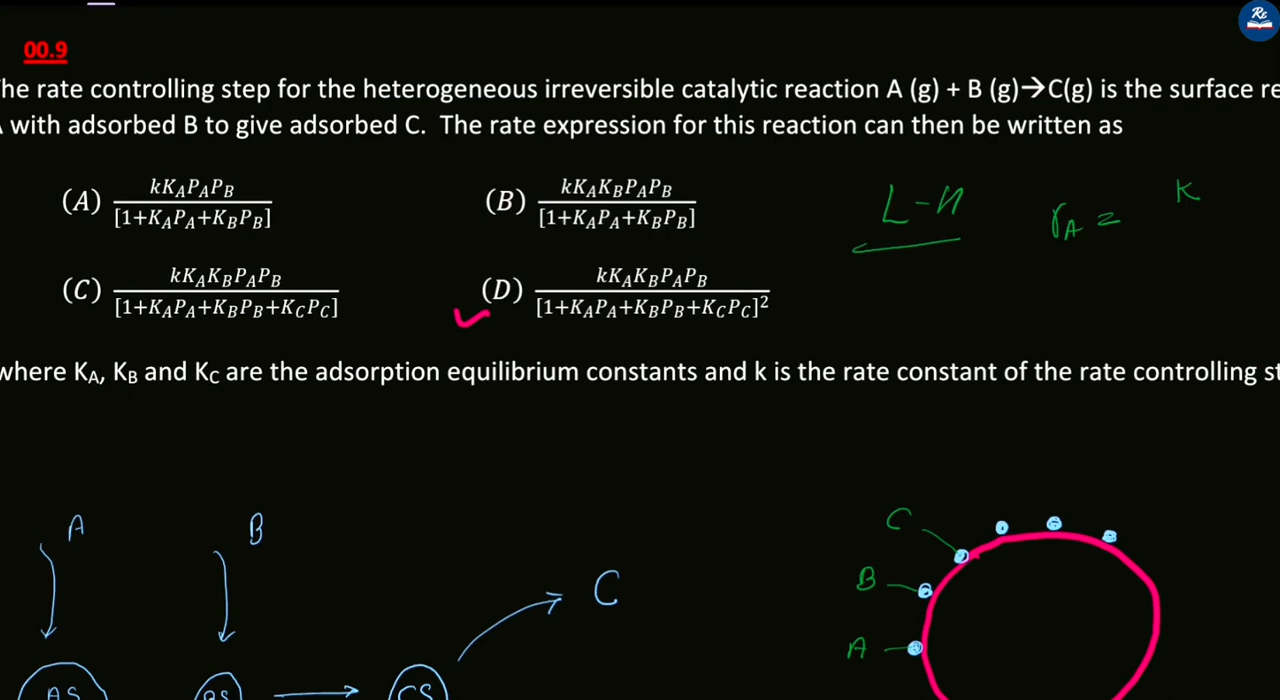 Re
00.9
he rate controlling step for the heterogeneous irreversible catalytic reaction A (g) + B (g)→C(g) is the surface re
with adsorbed B to give adsorbed C. The rate expression for this reaction can then be written as
(A) kK_AP_AP_B / [1+K_AP_A+K_BP_B] (B) kK_AK_BP_AP_B / [1+K_AP_A+K_BP_B]
L-H r_A = K
(C) kK_AK_BP_AP_B / [1+K_AP_A+K_BP_B+K_CP_C] (D) kK_AK_BP_AP_B / [1+K_AP_A+K_BP_B+K_CP_C]²
where K_A, K_B and K_C are the adsorption equilibrium constants and k is the rate constant of the rate controlling st
A B C
C
B
A
AS BS CS